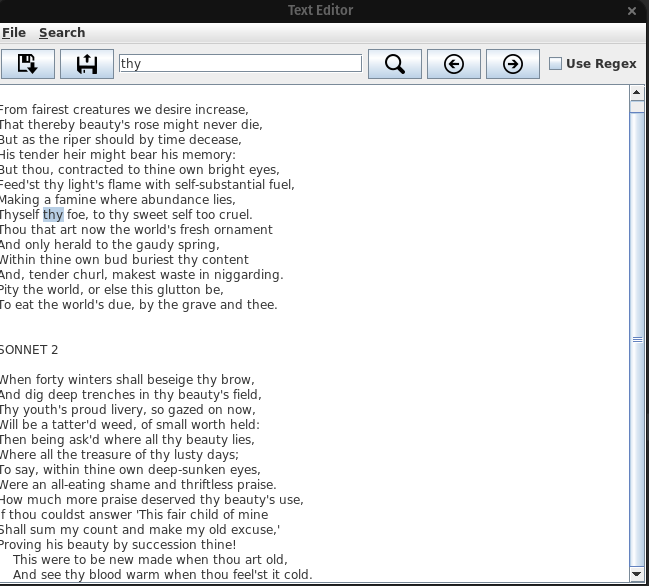 Text Editor
File Search
thy
Use Regex
From fairest creatures we desire increase,
That thereby beauty's rose might never die,
But as the riper should by time decease,
His tender heir might bear his memory:
But thou, contracted to thine own bright eyes,
Feed'st thy light's flame with self-substantial fuel,
Making a famine where abundance lies,
Thyself thy foe, to thy sweet self too cruel.
Thou that art now the world's fresh ornament
And only herald to the gaudy spring,
Within thine own bud buriest thy content
And, tender churl, makest waste in niggarding.
Pity the world, or else this glutton be,
To eat the world's due, by the grave and thee.
SONNET 2
When forty winters shall beseige thy brow,
And dig deep trenches in thy beauty's field,
Thy youth's proud livery, so gazed on now,
Will be a tatter'd weed, of small worth held:
Then being ask'd where all thy beauty lies,
Where all the treasure of thy lusty days;
To say, within thine own deep-sunken eyes,
Were an all-eating shame and thriftless praise.
How much more praise deserved thy beauty's use,
If thou couldst answer 'This fair child of mine
Shall sum my count and make my old excuse,'
Proving his beauty by succession thine!
This were to be new made when thou art old,
And see thy blood warm when thou feel'st it cold.